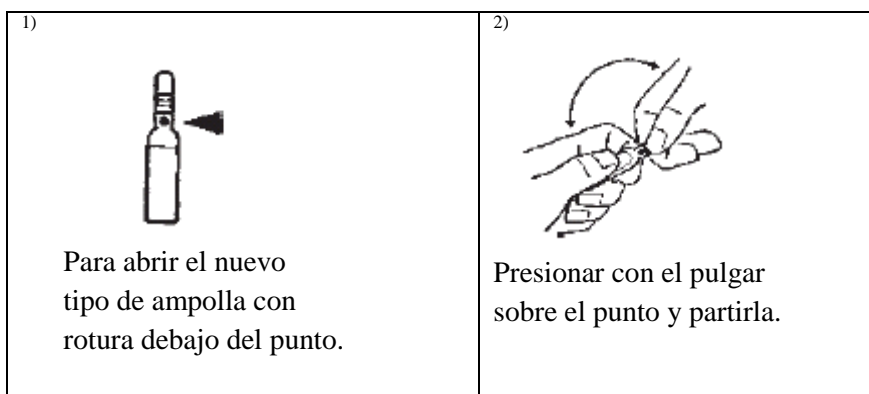 1)
Para abrir el nuevo
tipo de ampolla con
rotura debajo del punto.
2)
Presionar con el pulgar
sobre el punto y partirla.